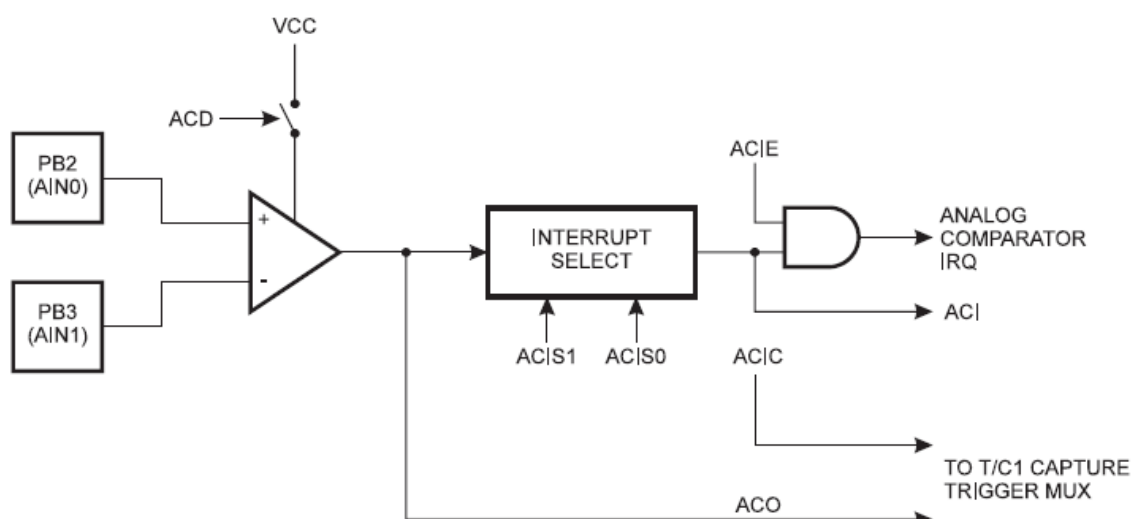 VCC
ACD
PB2
(AIN0)
+
-
PB3
(AIN1)
INTERRUPT
SELECT
ACIS1
ACIS0
ACIE
ANALOG
COMPARATOR
IRQ
ACI
ACIC
TO T/C1 CAPTURE
TRIGGER MUX
ACO